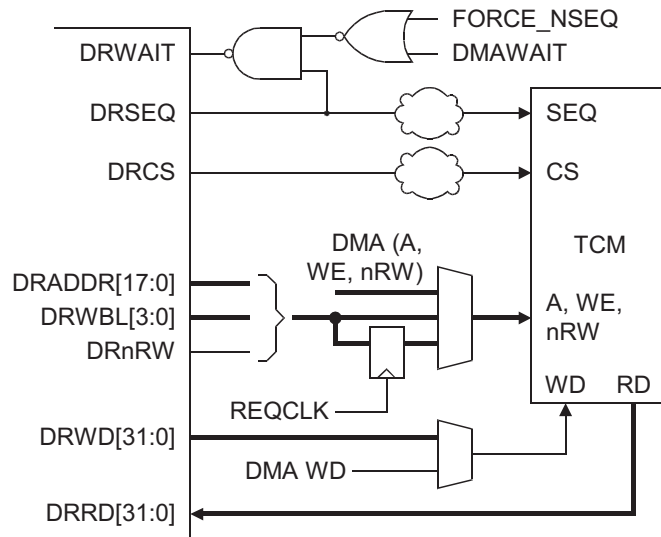 FORCE_NSEQ
DRWAIT
DMAWAIT
DRSEQ
SEQ
DRCS
CS
TCM
DMA (A,
WE, nRW)
DRADDR[17:0]
DRWBL[3:0]
A, WE,
nRW
DRnRW
WD RD
REQCLK
DRWD[31:0]
DMA WD
DRRD[31:0]